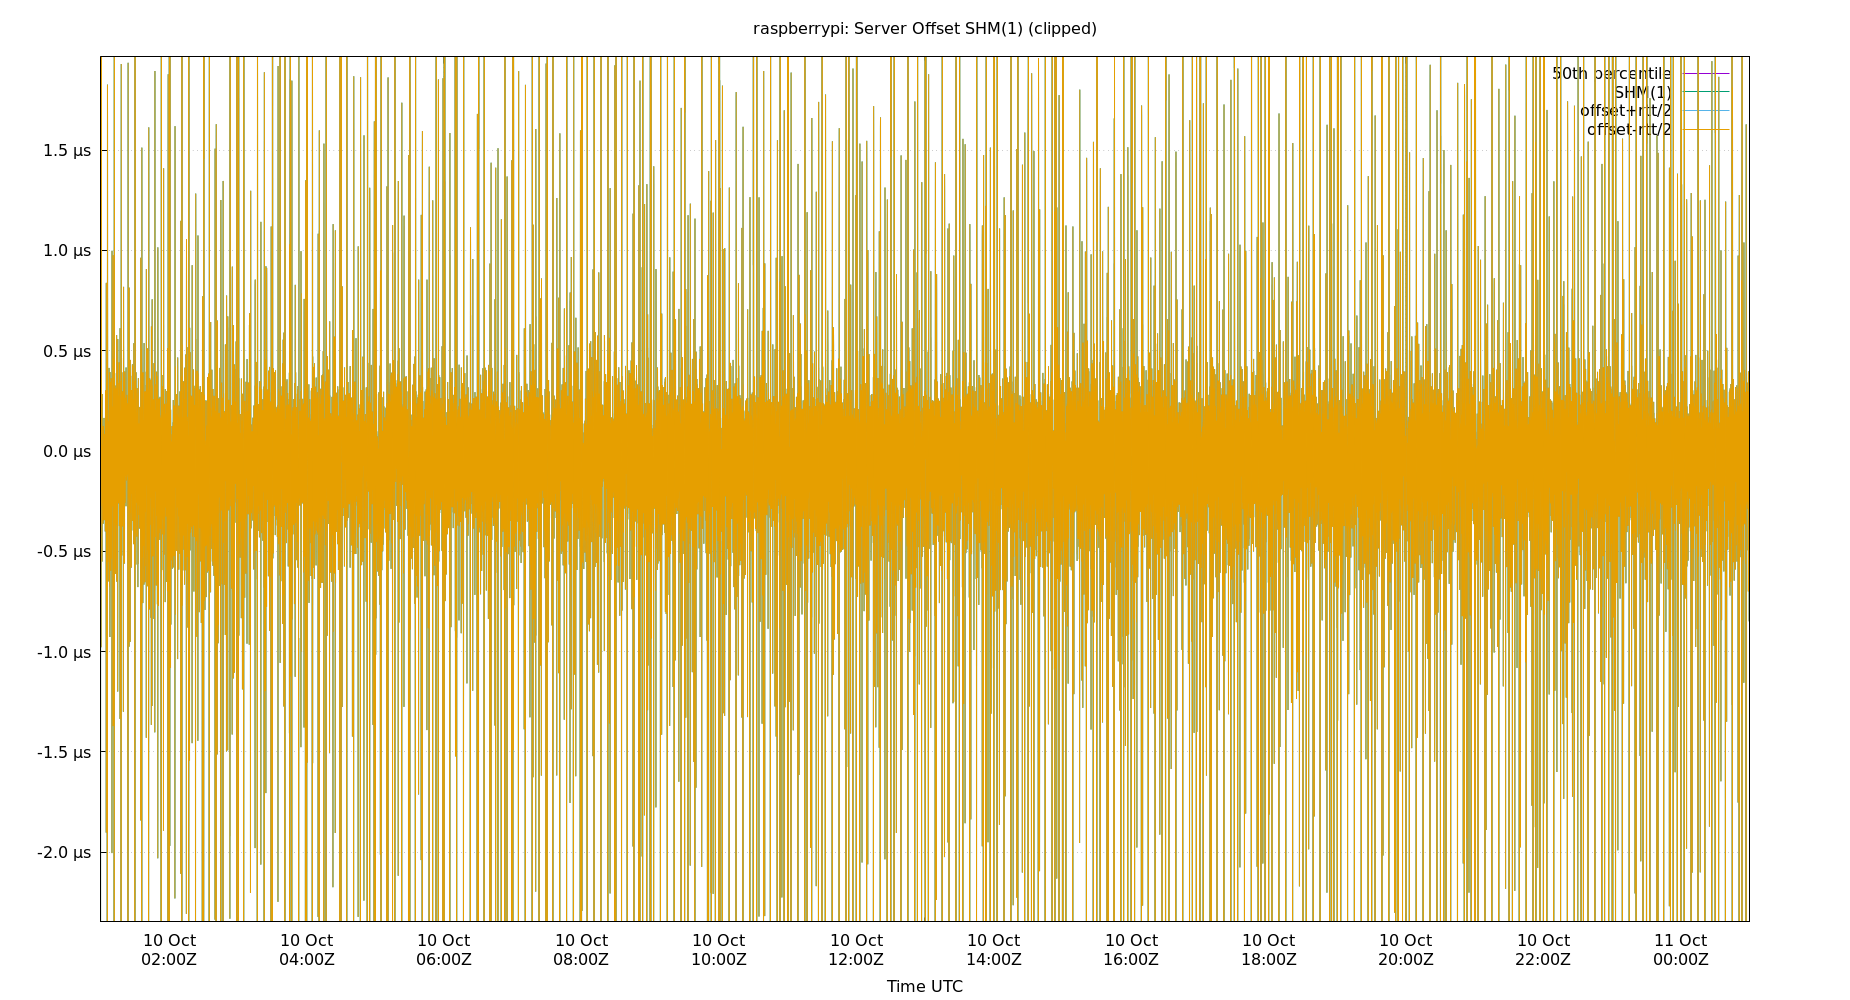 raspberrypi: Server Offset SHM(1) (clipped)
50th percentile
SHM(1)
offset+rtt/2
offset-rtt/2
1.5 µs
1.0 µs
0.5 µs
0.0 µs
-0.5 µs
-1.0 µs
-1.5 µs
-2.0 µs
10 Oct 10 Oct 10 Oct 10 Oct 10 Oct 10 Oct 10 Oct 10 Oct 10 Oct 10 Oct 10 Oct 11 Oct
02:00Z 04:00Z 06:00Z 08:00Z 10:00Z 12:00Z 14:00Z 16:00Z 18:00Z 20:00Z 22:00Z 00:00Z
Time UTC